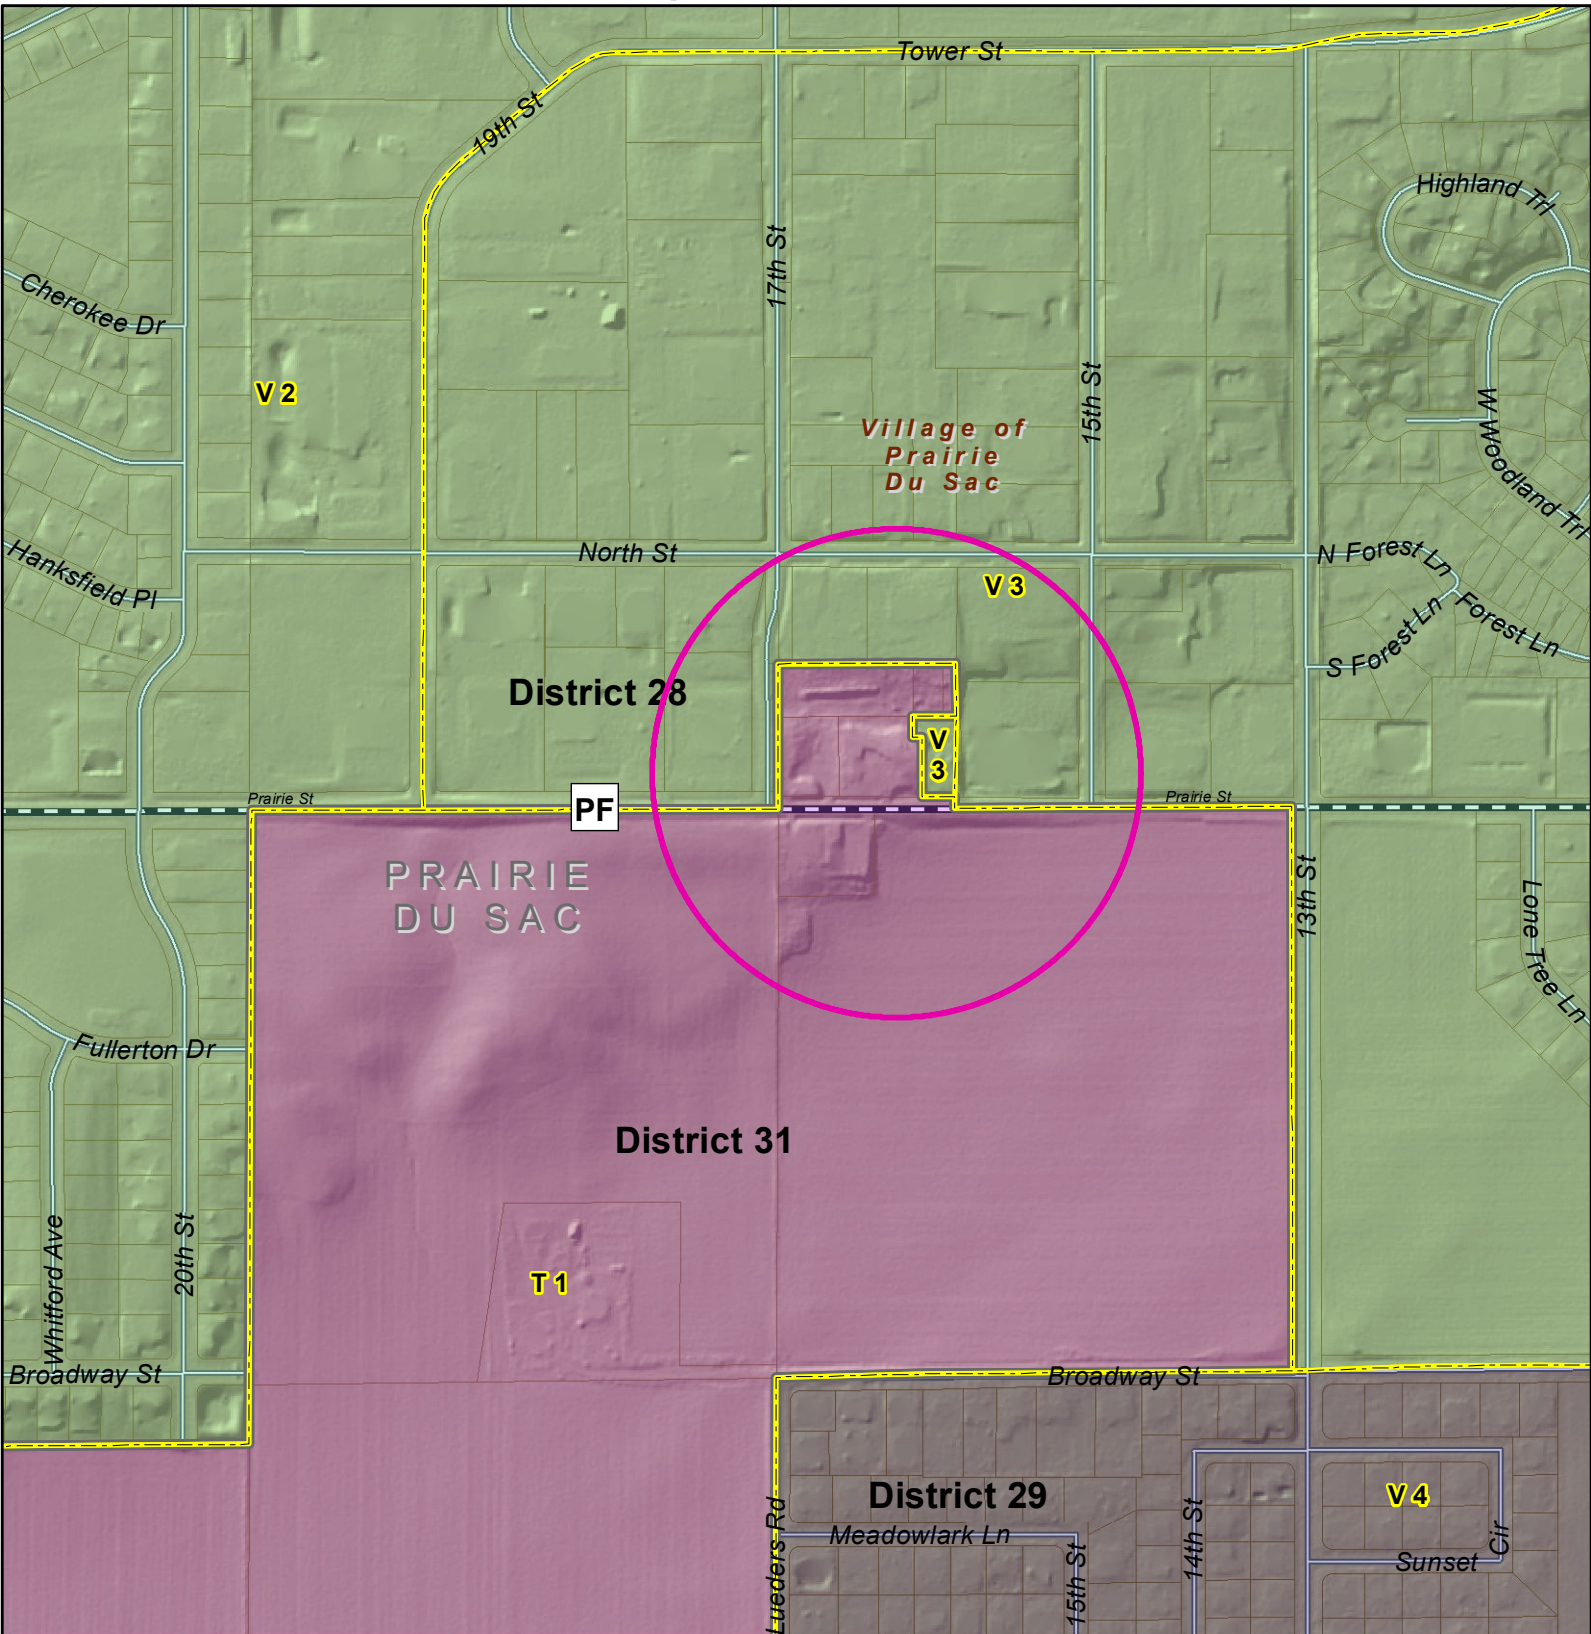 Tower St
19th St
17th St
Highland Trl
Cherokee Dr
V 2
15th St
Village of
Prairie
Du Sac
W Woodland Trl
North St
N Forest Ln
Hanksfield Pl
V 3
Forest Ln
S Forest Ln
District 28
V
3
Prairie St
PF
Prairie St
PRAIRIE
DU SAC
13th St
Lone Tree Ln
Fullerton Dr
District 31
Whitford Ave
20th St
T 1
Broadway St
Broadway St
District 29
V 4
Lueders Rd
Meadowlark Ln
15th St
14th St
Sunset Cir